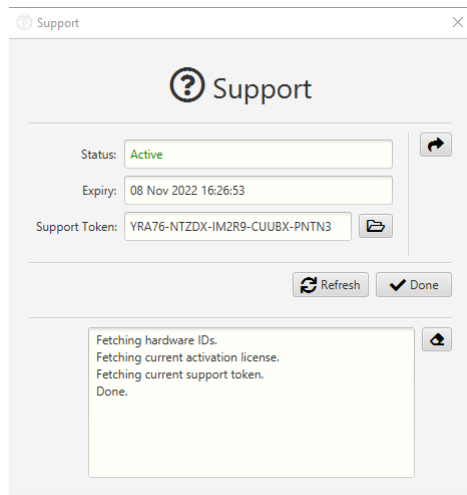 Support
Support
Status: Active
Expiry: 08 Nov 2022 16:26:53
Support Token: YRA76-NTZDX-IM2R9-CUUBX-PNTN3
Refresh Done
Fetching hardware IDs.
Fetching current activation license.
Fetching current support token.
Done.